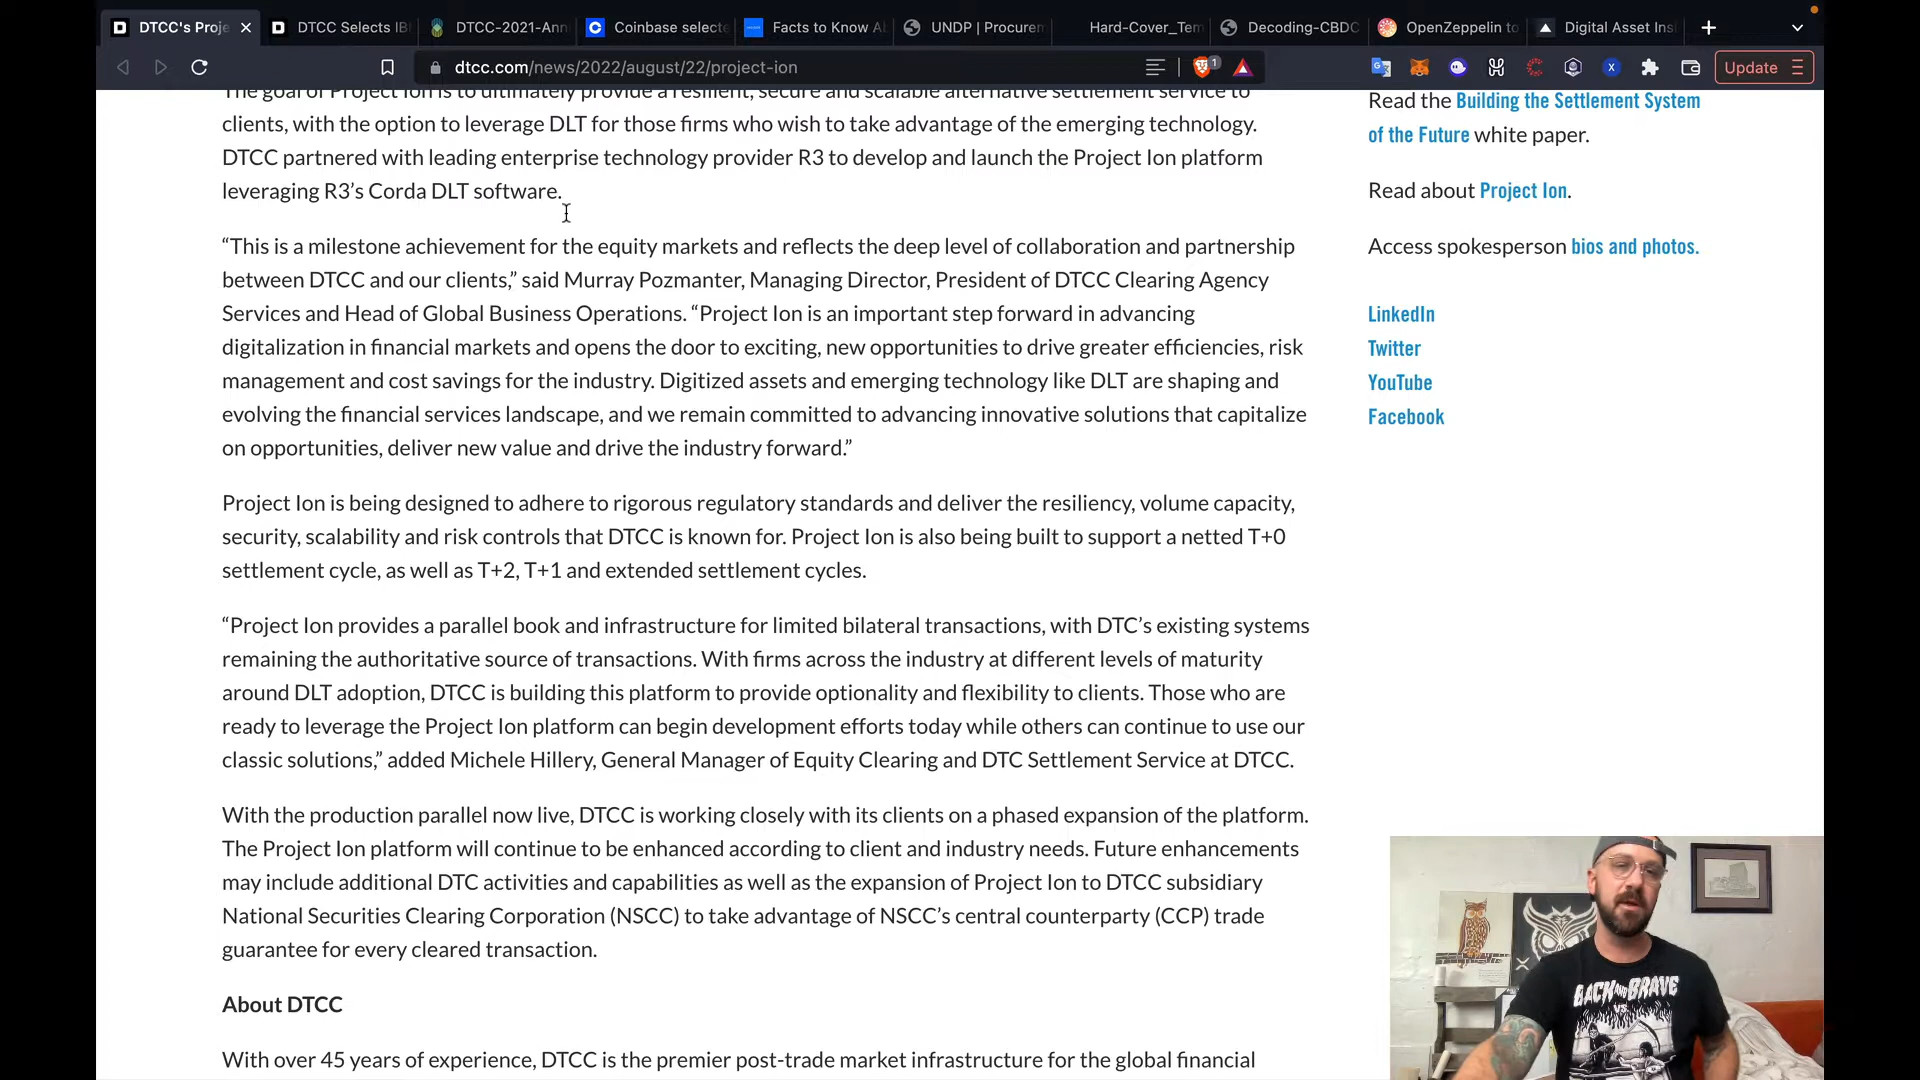 DTCC's Proje
DTCC Selects IB
DTCC-2021-Ann
Coinbase selecte
Facts to Know A
UNDP | Procurem
Hard-Cover_Tem
Decoding-CBDC
OpenZeppelin to
Digital Asset Insi
dtcc.com/news/2022/august/22/project-ion
1
Update
The goal of Project Ion is to ultimately provide a resilient, secure and scalable alternative settlement service to
clients, with the option to leverage DLT for those firms who wish to take advantage of the emerging technology.
DTCC partnered with leading enterprise technology provider R3 to develop and launch the Project Ion platform
leveraging R3’s Corda DLT software.
“This is a milestone achievement for the equity markets and reflects the deep level of collaboration and partnership
between DTCC and our clients,” said Murray Pozmanter, Managing Director, President of DTCC Clearing Agency
Services and Head of Global Business Operations. “Project Ion is an important step forward in advancing
digitalization in financial markets and opens the door to exciting, new opportunities to drive greater efficiencies, risk
management and cost savings for the industry. Digitized assets and emerging technology like DLT are shaping and
evolving the financial services landscape, and we remain committed to advancing innovative solutions that capitalize
on opportunities, deliver new value and drive the industry forward.”
Project Ion is being designed to adhere to rigorous regulatory standards and deliver the resiliency, volume capacity,
security, scalability and risk controls that DTCC is known for. Project Ion is also being built to support a netted T+0
settlement cycle, as well as T+2, T+1 and extended settlement cycles.
“Project Ion provides a parallel book and infrastructure for limited bilateral transactions, with DTC’s existing systems
remaining the authoritative source of transactions. With firms across the industry at different levels of maturity
around DLT adoption, DTCC is building this platform to provide optionality and flexibility to clients. Those who are
ready to leverage the Project Ion platform can begin development efforts today while others can continue to use our
classic solutions,” added Michele Hillery, General Manager of Equity Clearing and DTC Settlement Service at DTCC.
With the production parallel now live, DTCC is working closely with its clients on a phased expansion of the platform.
The Project Ion platform will continue to be enhanced according to client and industry needs. Future enhancements
may include additional DTC activities and capabilities as well as the expansion of Project Ion to DTCC subsidiary
National Securities Clearing Corporation (NSCC) to take advantage of NSCC’s central counterparty (CCP) trade
guarantee for every cleared transaction.
About DTCC
With over 45 years of experience, DTCC is the premier post-trade market infrastructure for the global financial
Read the Building the Settlement System
of the Future white paper.
Read about Project Ion.
Access spokesperson bios and photos.
LinkedIn
Twitter
YouTube
Facebook
BACK AND BRAVE
VS.